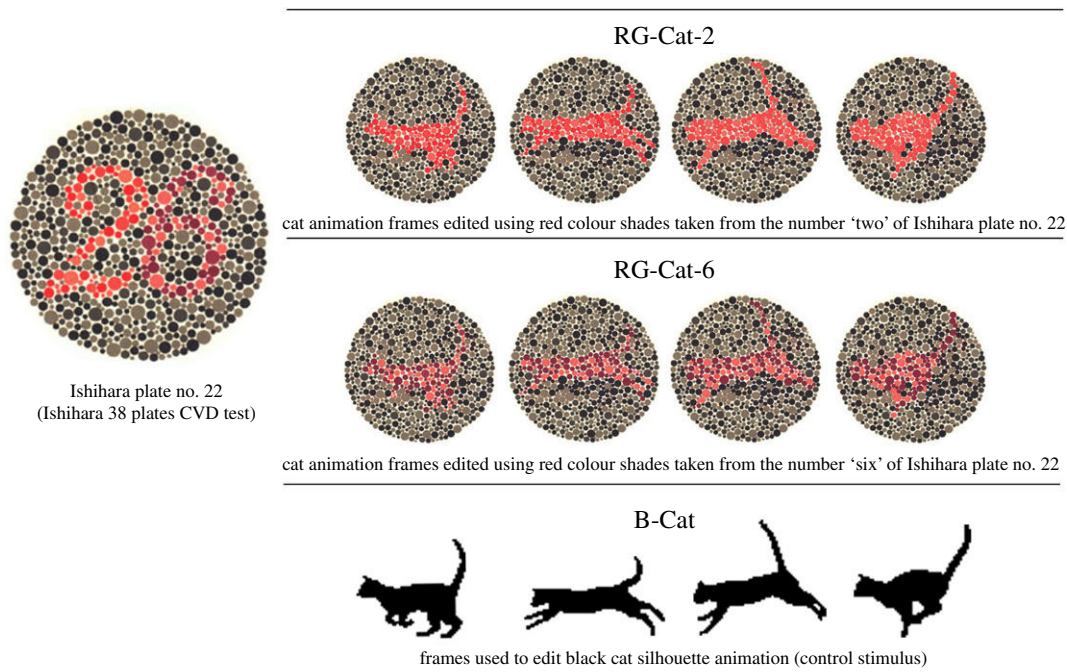 RG-Cat-2
cat animation frames edited using red colour shades taken from the number ‘two’ of Ishihara plate no. 22
26
Ishihara plate no. 22
(Ishihara 38 plates CVD test)
RG-Cat-6
cat animation frames edited using red colour shades taken from the number ‘six’ of Ishihara plate no. 22
B-Cat
frames used to edit black cat silhouette animation (control stimulus)